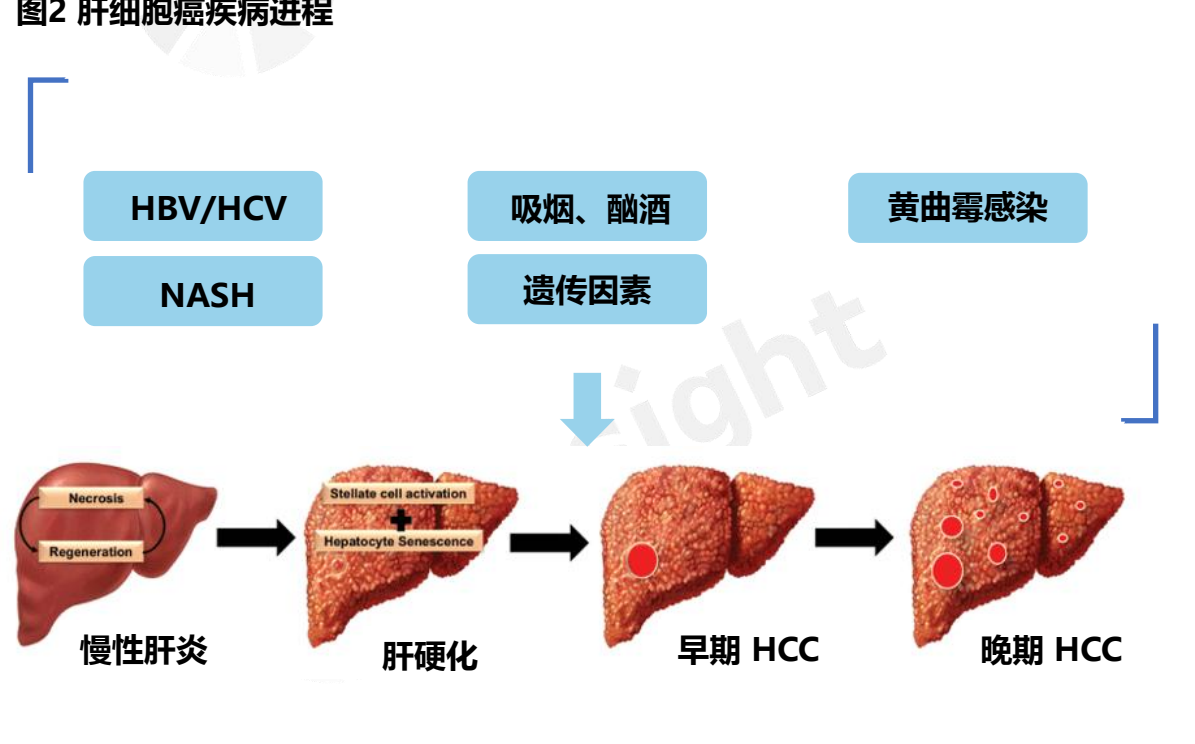 图2 肝细胞癌疾病进程
HBV/HCV
吸烟、酗酒
黄曲霉感染
NASH
遗传因素
Necrosis
Regeneration
Stellate cell activation
+
Hepatocyte Senescence
慢性肝炎
肝硬化
早期 HCC
晚期 HCC